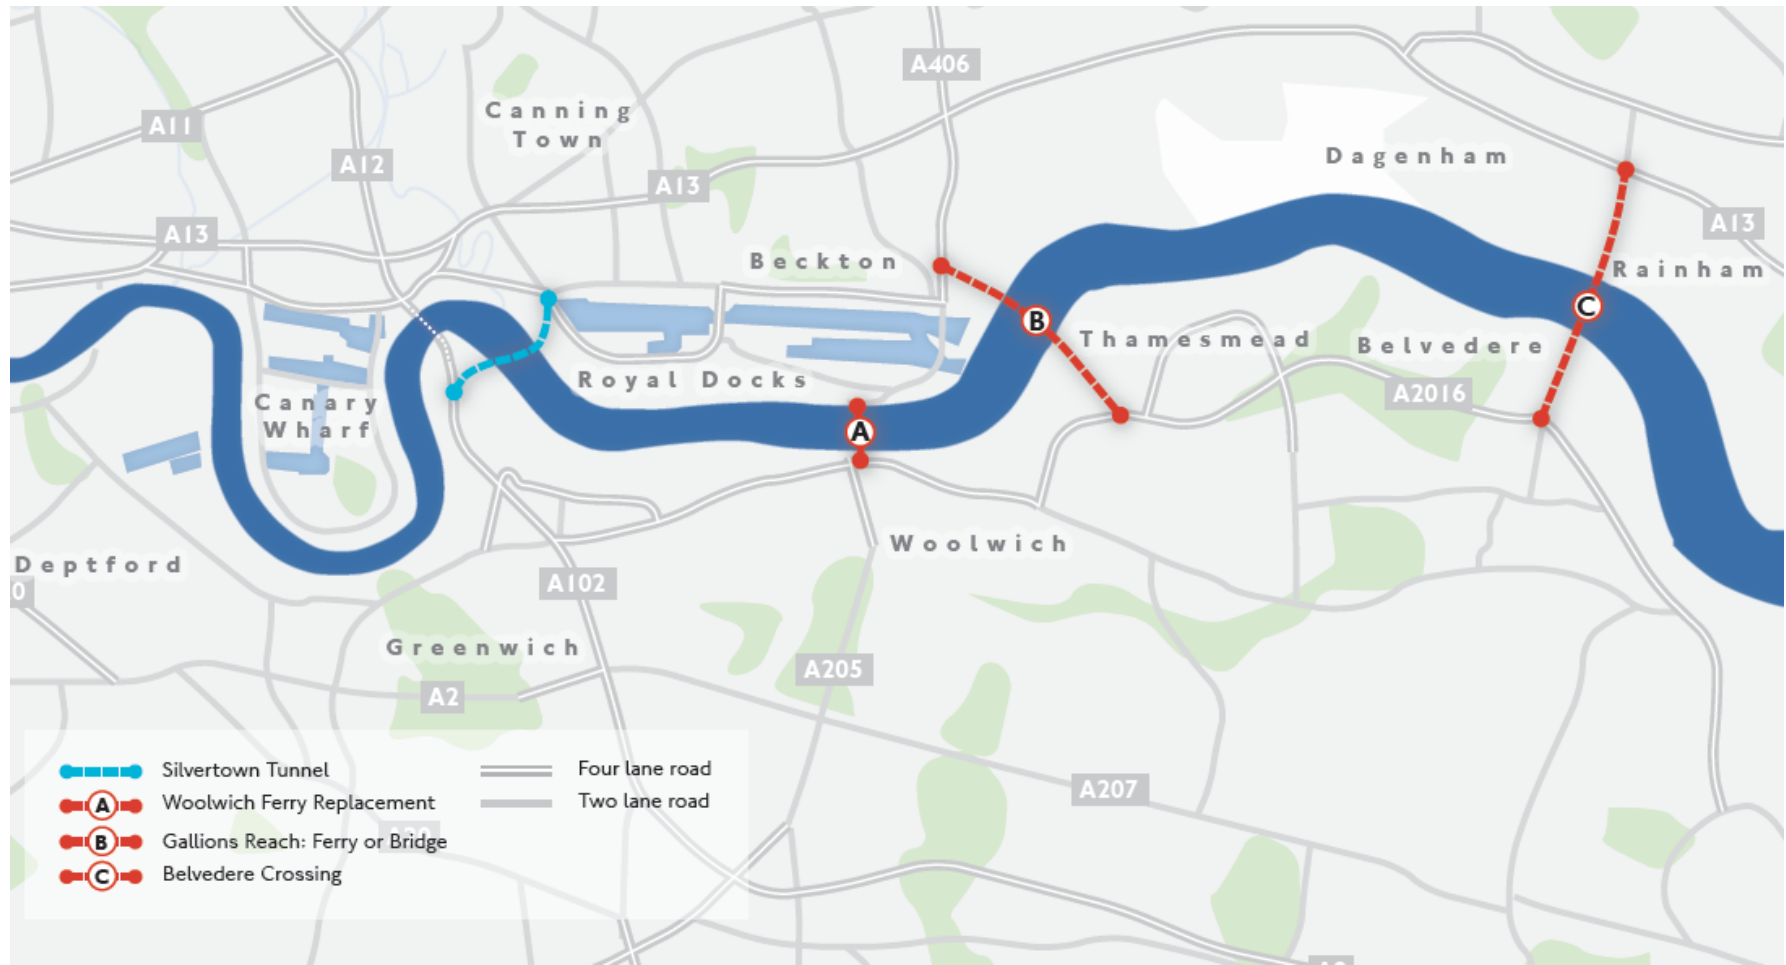 A406
Canning
Town
A11
Dagenham
A12
A13
A13
A13
Beckton
Rainham
B
C
Thamesmead
Belvedere
Royal Docks
A2016
Canary
Wharf
A
Woolwich
Deptford
0
A102
Greenwich
A205
A2
Silvertown Tunnel
Four lane road
A
Woolwich Ferry Replacement
Two lane road
A207
B
Gallions Reach: Ferry or Bridge
C
Belvedere Crossing